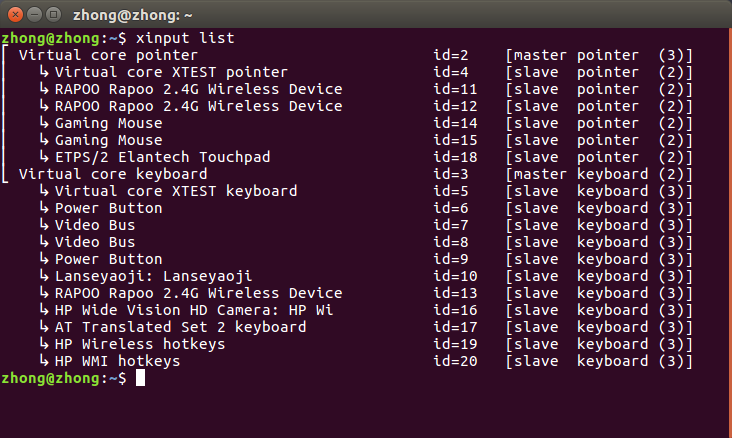 zhong@zhong: ~
zhong@zhong:~$ xinput list
⎡ Virtual core pointer id=2 [master pointer (3)]
⎜ ↳ Virtual core XTEST pointer id=4 [slave pointer (2)]
⎜ ↳ RAPOO Rapoo 2.4G Wireless Device id=11 [slave pointer (2)]
⎜ ↳ RAPOO Rapoo 2.4G Wireless Device id=12 [slave pointer (2)]
⎜ ↳ Gaming Mouse id=14 [slave pointer (2)]
⎜ ↳ Gaming Mouse id=15 [slave pointer (2)]
⎜ ↳ ETPS/2 Elantech Touchpad id=18 [slave pointer (2)]
⎣ Virtual core keyboard id=3 [master keyboard (2)]
↳ Virtual core XTEST keyboard id=5 [slave keyboard (3)]
↳ Power Button id=6 [slave keyboard (3)]
↳ Video Bus id=7 [slave keyboard (3)]
↳ Video Bus id=8 [slave keyboard (3)]
↳ Power Button id=9 [slave keyboard (3)]
↳ Lanseyaoji: Lanseyaoji id=10 [slave keyboard (3)]
↳ RAPOO Rapoo 2.4G Wireless Device id=13 [slave keyboard (3)]
↳ HP Wide Vision HD Camera: HP Wi id=16 [slave keyboard (3)]
↳ AT Translated Set 2 keyboard id=17 [slave keyboard (3)]
↳ HP Wireless hotkeys id=19 [slave keyboard (3)]
↳ HP WMI hotkeys id=20 [slave keyboard (3)]
zhong@zhong:~$